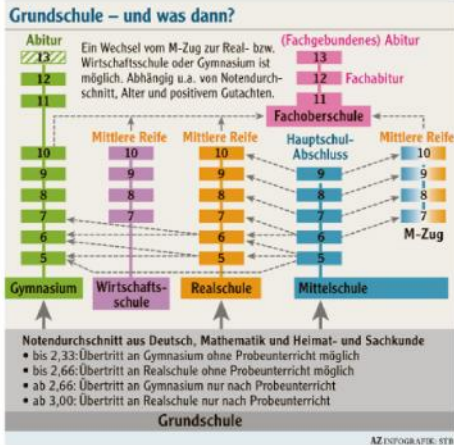 Grundschule – und was dann?
Abitur
13
12
11
10
9
8
7
6
5
Gymnasium
Ein Wechsel vom M-Zug zur Real- bzw.
Wirtschaftsschule oder Gymnasium ist
möglich. Abhängig u.a. von Notendurch-
schnitt, Alter und positivem Gutachten.
(Fachgebundenes) Abitur
13
12 Fachabitur
11
Fachoberschule
Mittlere Reife
10
9
8
7
Wirtschafts-
schule
Mittlere Reife
10
9
8
7
6
5
Realschule
Hauptschul-
Abschluss
9
8
7
6
5
Mittelschule
Mittlere Reife
10
9
8
7
M-Zug
Notendurchschnitt aus Deutsch, Mathematik und Heimat- und Sachkunde
• bis 2,33: Übertritt an Gymnasium ohne Probeunterricht möglich
• bis 2,66: Übertritt an Realschule ohne Probeunterricht möglich
• ab 2,66: Übertritt an Gymnasium nur nach Probeunterricht
• ab 3,00: Übertritt an Realschule nur nach Probeunterricht
Grundschule
AZ INFOGRAFIK: STB